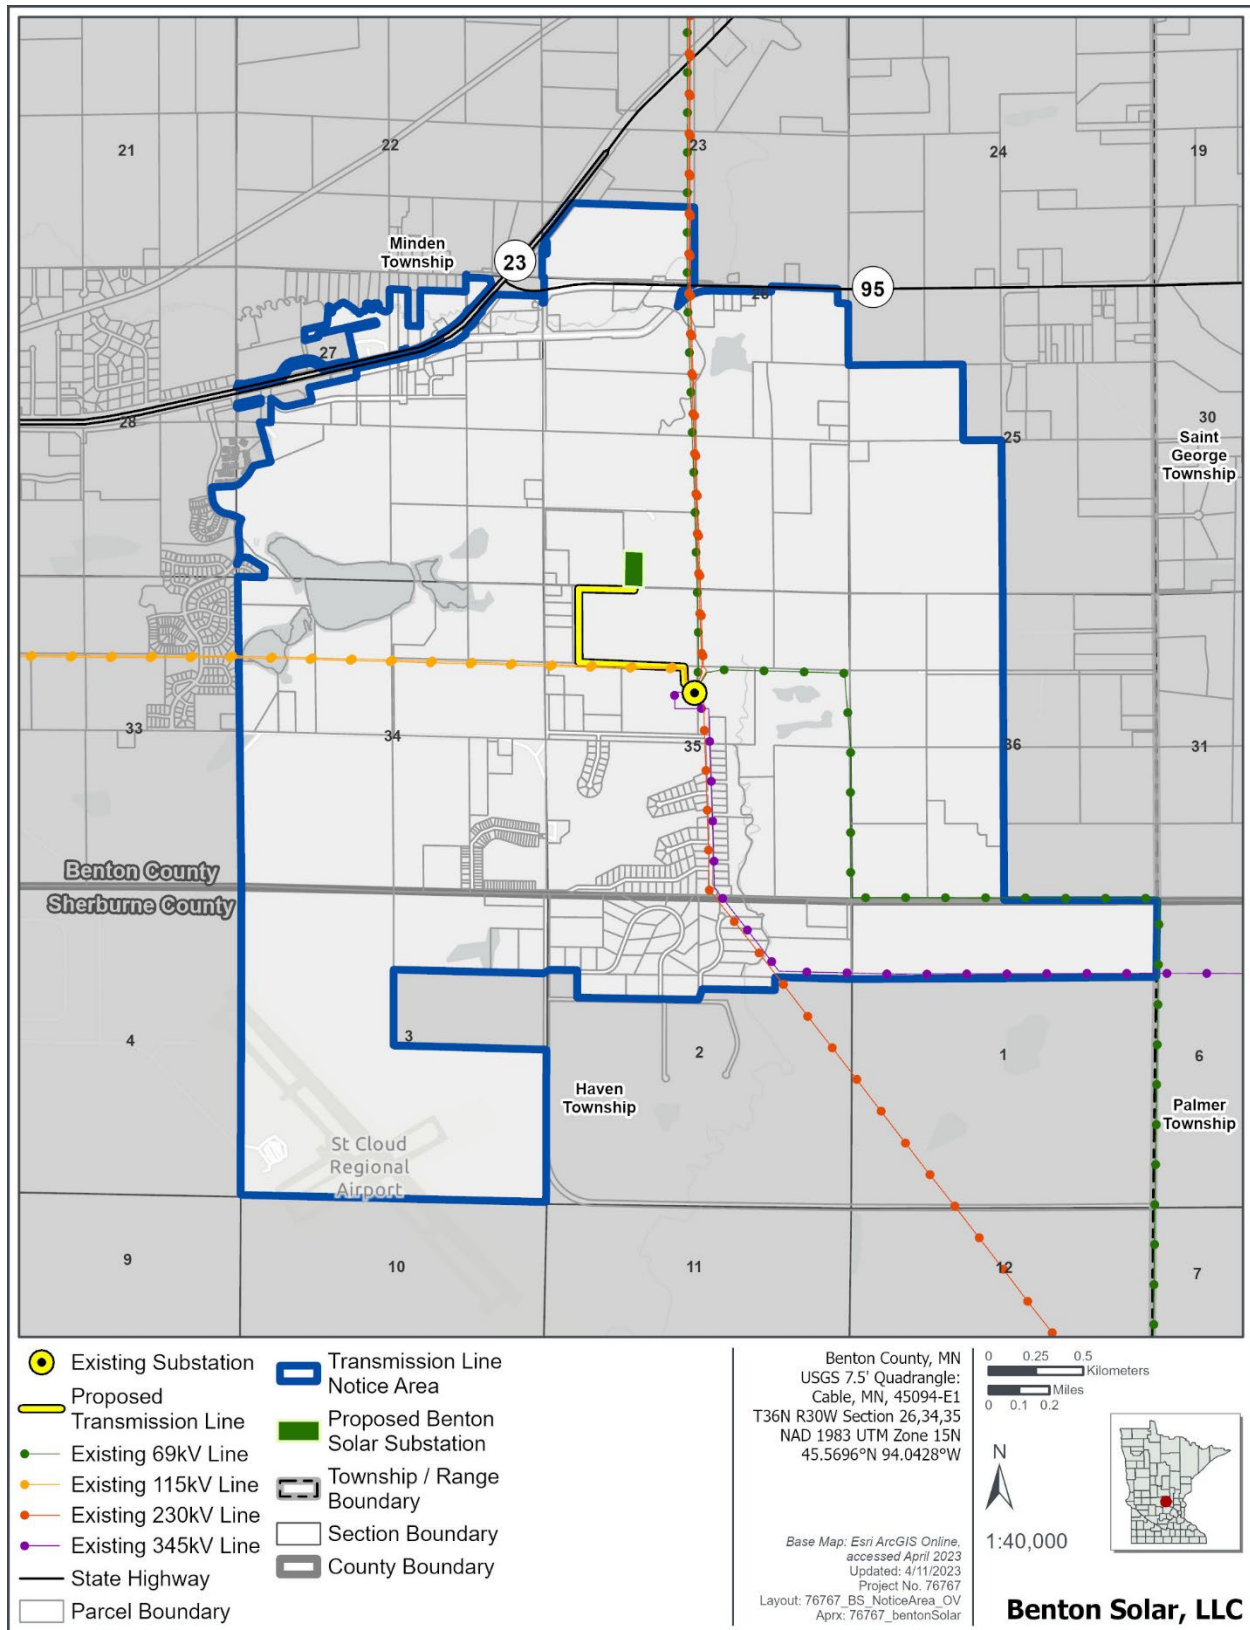 21
22
23
24
19
Minden
Township
23
26
95
27
28
25
30
Saint
George
Township
33
34
35
36
31
Benton County
Sherburne County
4
3
2
1
6
Haven
Township
Palmer
Township
St Cloud
Regional
Airport
9
10
11
12
7
Existing Substation
Proposed
Transmission Line
Existing 69kV Line
Existing 115kV Line
Existing 230kV Line
Existing 345kV Line
State Highway
Parcel Boundary
Transmission Line
Notice Area
Proposed Benton
Solar Substation
Township / Range
Boundary
Section Boundary
County Boundary
Benton County, MN
USGS 7.5' Quadrangle:
Cable, MN, 45094-E1
T36N R30W Section 26,34,35
NAD 1983 UTM Zone 15N
45.5696°N 94.0428°W
Base Map: Esri ArcGIS Online,
accessed April 2023
Updated: 4/11/2023
Project No. 76767
Layout: 76767_BS_NoticeArea_OV
Aprx: 76767_bentonSolar
0 0.25 0.5
Kilometers
Miles
0 0.1 0.2
N
1:40,000
Benton Solar, LLC